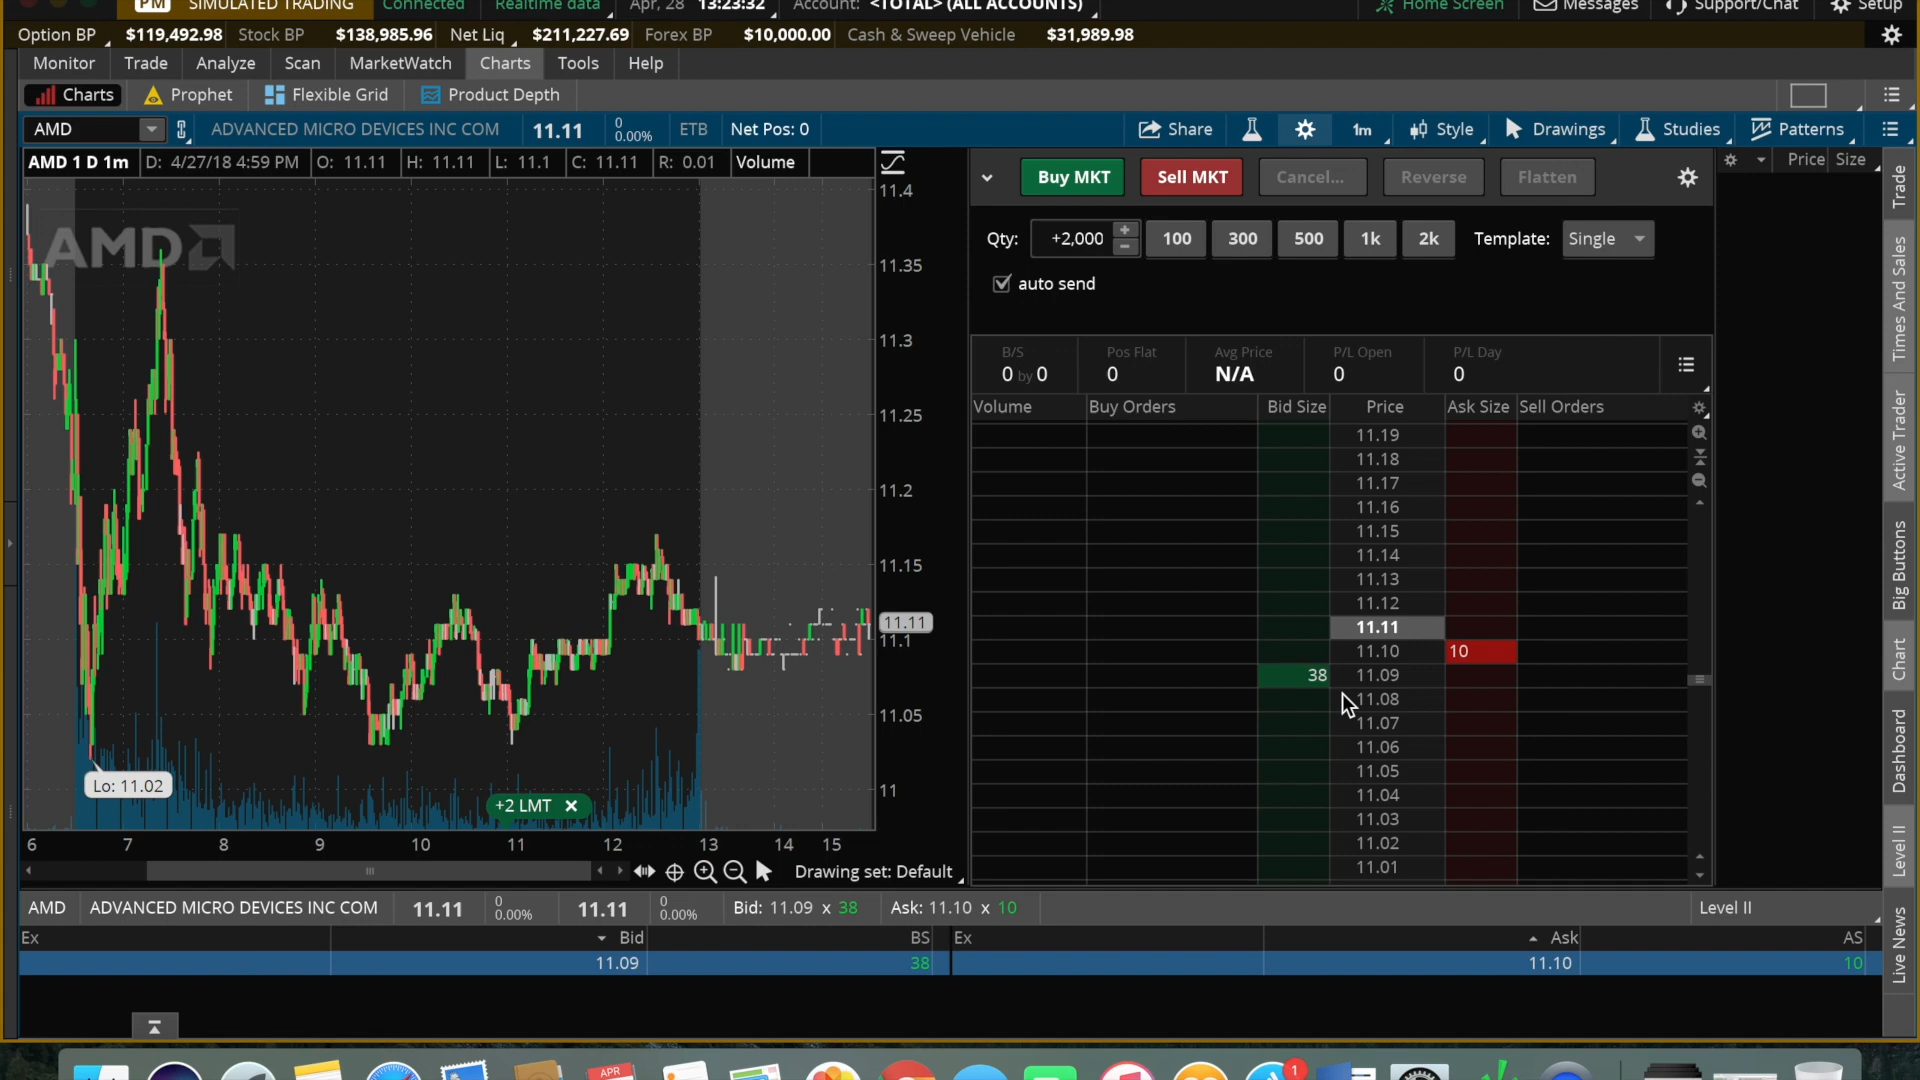 PM SIMULATED TRADING Connected Realtime data Apr, 28 13:23:32 Account: <TOTAL> (ALL ACCOUNTS) Home Screen Messages Support/Chat Setup
Option BP $119,492.98 Stock BP $138,985.96 Net Liq $211,227.69 Forex BP $10,000.00 Cash & Sweep Vehicle $31,989.98
Monitor Trade Analyze Scan MarketWatch Charts Tools Help
Charts Prophet Flexible Grid Product Depth
AMD ADVANCED MICRO DEVICES INC COM 11.11 0 0.00% ETB Net Pos: 0 Share 1m Style Drawings Studies Patterns
AMD 1 D 1m D: 4/27/18 4:59 PM O: 11.11 H: 11.11 L: 11.1 C: 11.11 R: 0.01 Volume
AMD
11.4
11.35
11.3
11.25
11.2
11.15
11.11
11.1
11.05
11
Lo: 11.02
+2 LMT
6 7 8 9 10 11 12 13 14 15
Drawing set: Default
Buy MKT Sell MKT Cancel... Reverse Flatten
Qty: +2,000 100 300 500 1k 2k Template: Single
auto send
B/S Pos Flat Avg Price P/L Open P/L Day
0 by 0 0 N/A 0 0
Volume Buy Orders Bid Size Price Ask Size Sell Orders
11.19
11.18
11.17
11.16
11.15
11.14
11.13
11.12
11.11
11.10 10
38 11.09
11.08
11.07
11.06
11.05
11.04
11.03
11.02
11.01
Price Size
Trade
Times And Sales
Active Trader
Big Buttons
Chart
Dashboard
Level II
Live News
AMD ADVANCED MICRO DEVICES INC COM 11.11 0 0.00% 11.11 0 0.00% Bid: 11.09 x 38 Ask: 11.10 x 10 Level II
Ex Bid BS Ex Ask AS
11.09 38 11.10 10
APR 1